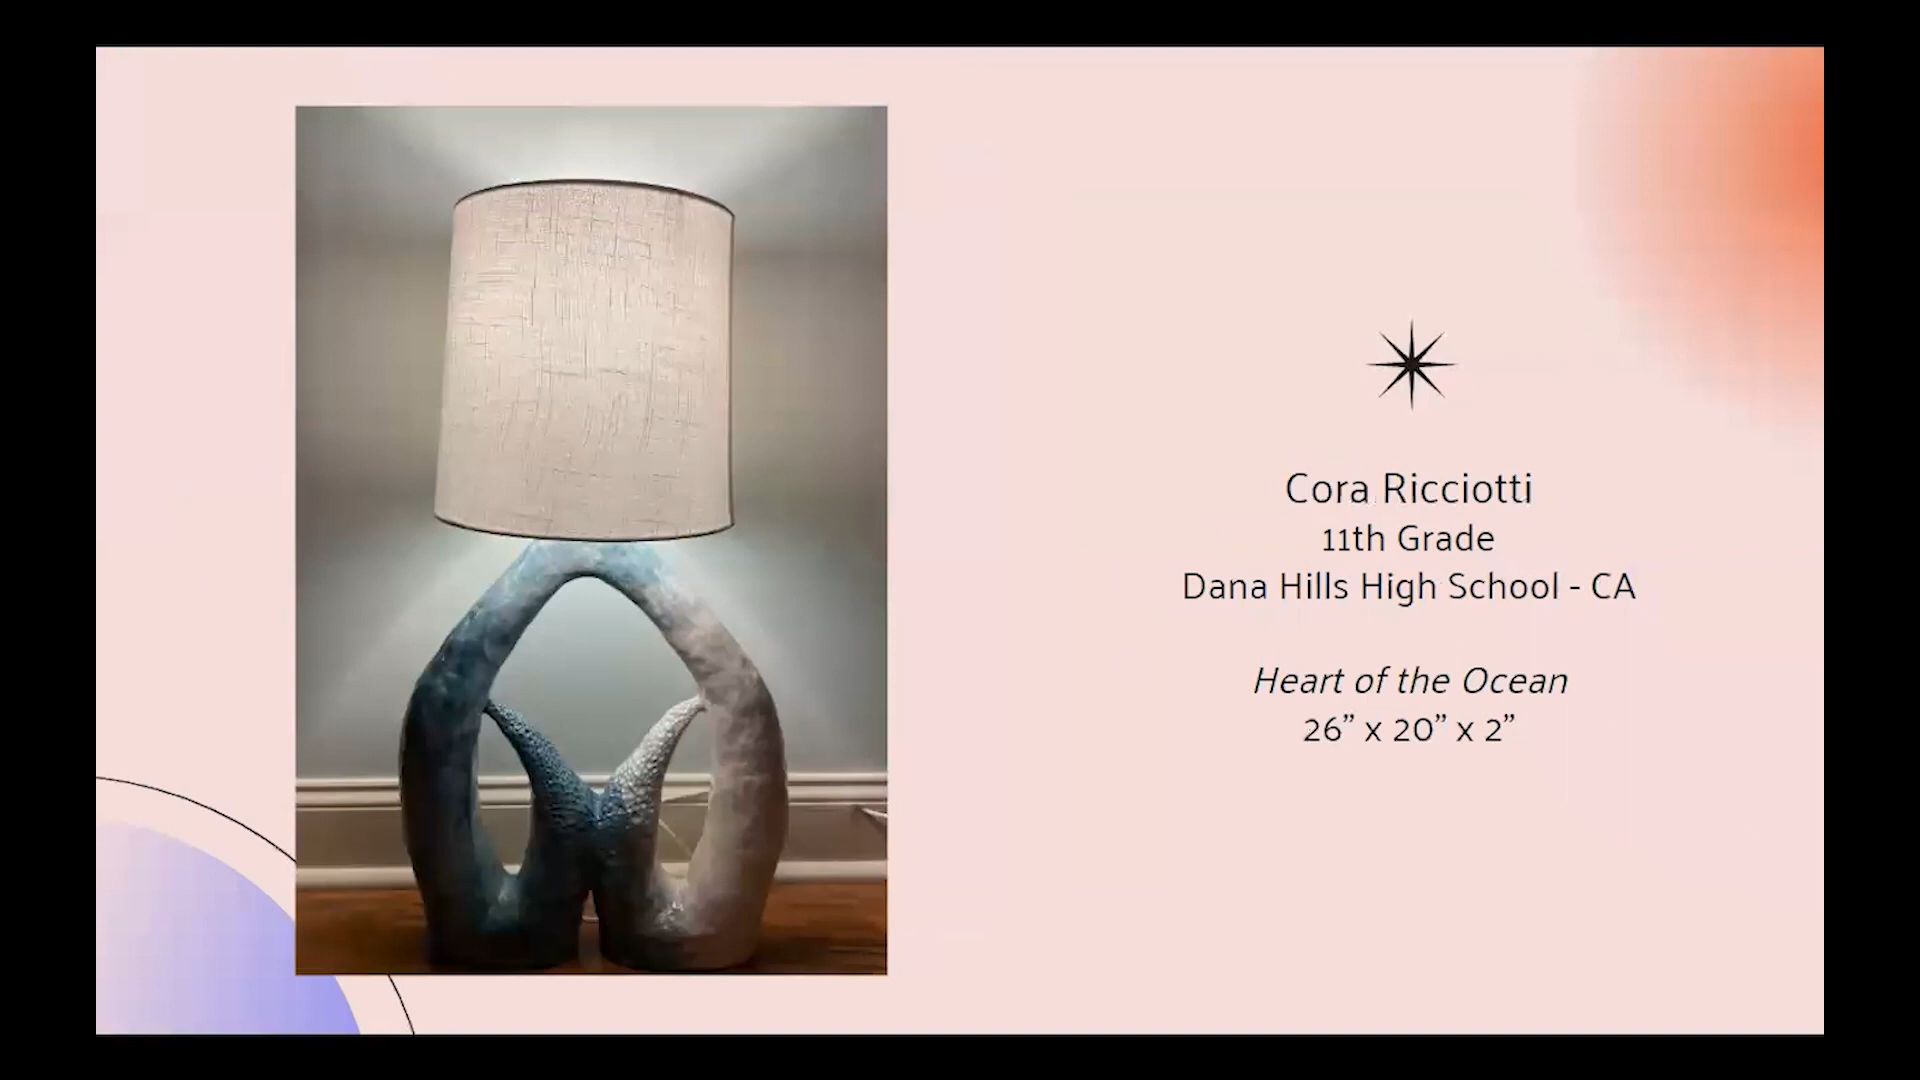 Cora Ricciotti
11th Grade
Dana Hills High School - CA
Heart of the Ocean
26” x 20” x 2”